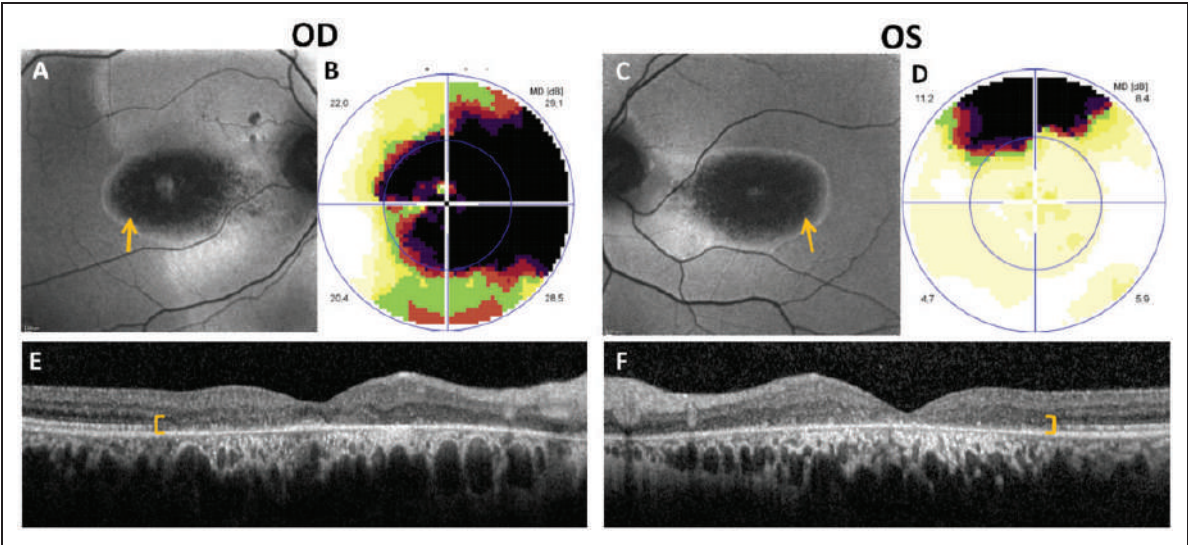 OD OS
A
B
MD [dB]
22,0 29,1
20,4 28,5
C
D
MD [dB]
11,2 8,4
4,7 5,9
E
F